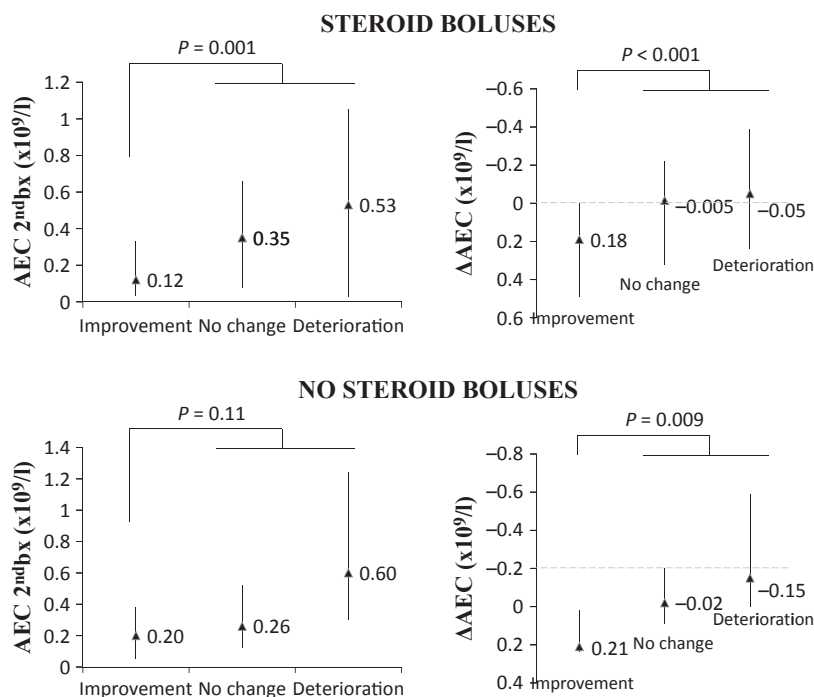 STEROID BOLUSES
P = 0.001
AEC 2ndbx (x10⁹/l)
1.2
1
0.8
0.6
0.4
0.2
0
0.12
0.35
0.53
Improvement No change Deterioration
P < 0.001
ΔAEC (x10⁹/l)
−0.6
−0.4
−0.2
0
0.2
0.4
0.6
0.18
−0.005
−0.05
Improvement
No change
Deterioration
NO STEROID BOLUSES
P = 0.11
AEC 2ndbx (x10⁹/l)
1.4
1.2
1
0.8
0.6
0.4
0.2
0
0.20
0.26
0.60
Improvement No change Deterioration
P = 0.009
ΔAEC (x10⁹/l)
−0.8
−0.6
−0.4
−0.2
0
0.2
0.4
0.21
−0.02
−0.15
Improvement
No change
Deterioration